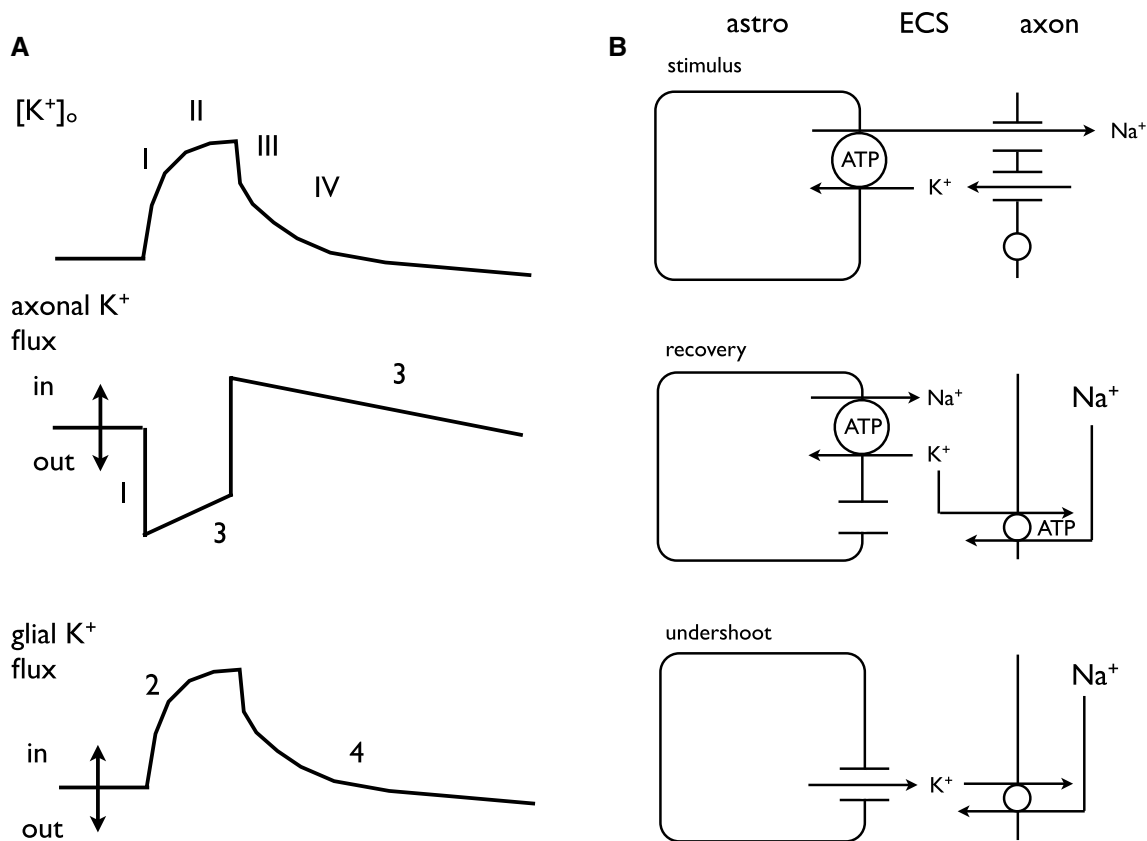 A
[K⁺]ₒ
I
II
III
IV
axonal K⁺
flux
in
out
1
3
3
glial K⁺
flux
in
out
2
4
B
astro ECS axon
stimulus
ATP
Na⁺
K⁺
recovery
ATP
Na⁺
K⁺
Na⁺
ATP
undershoot
K⁺
Na⁺